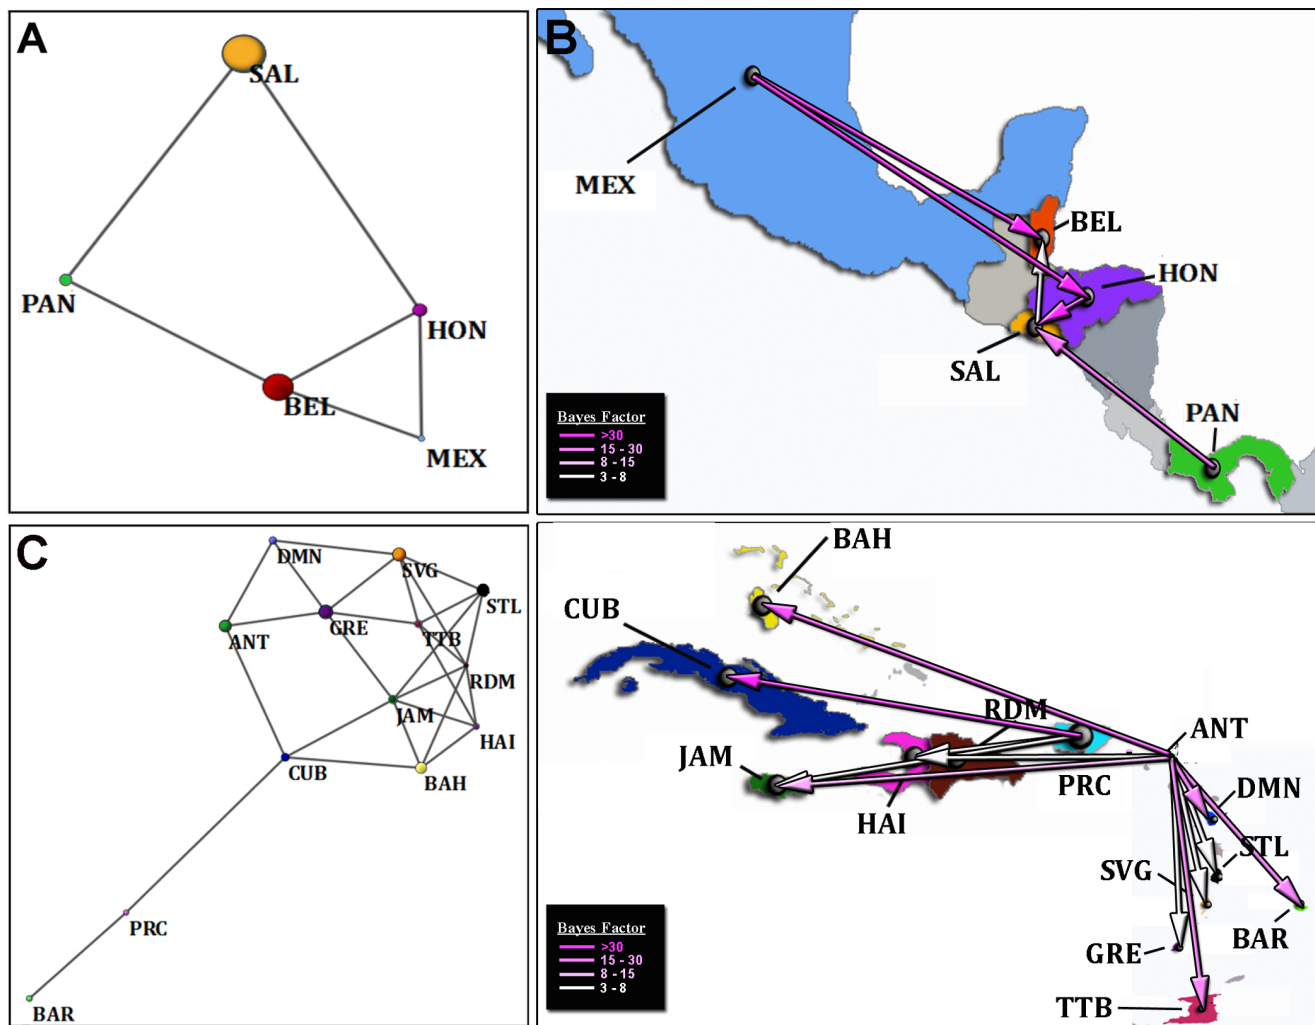 A
SAL
PAN
HON
BEL
MEX
B
MEX
BEL
HON
SAL
PAN
Bayes Factor
>30
15 - 30
8 - 15
3 - 8
C
DMN
SVG
STL
ANT
GRE
TTB
RDM
JAM
HAI
CUB
BAH
PRC
BAR
BAH
CUB
RDM
ANT
JAM
PRC
DMN
HAI
STL
SVG
BAR
GRE
TTB
Bayes Factor
>30
15 - 30
8 - 15
3 - 8